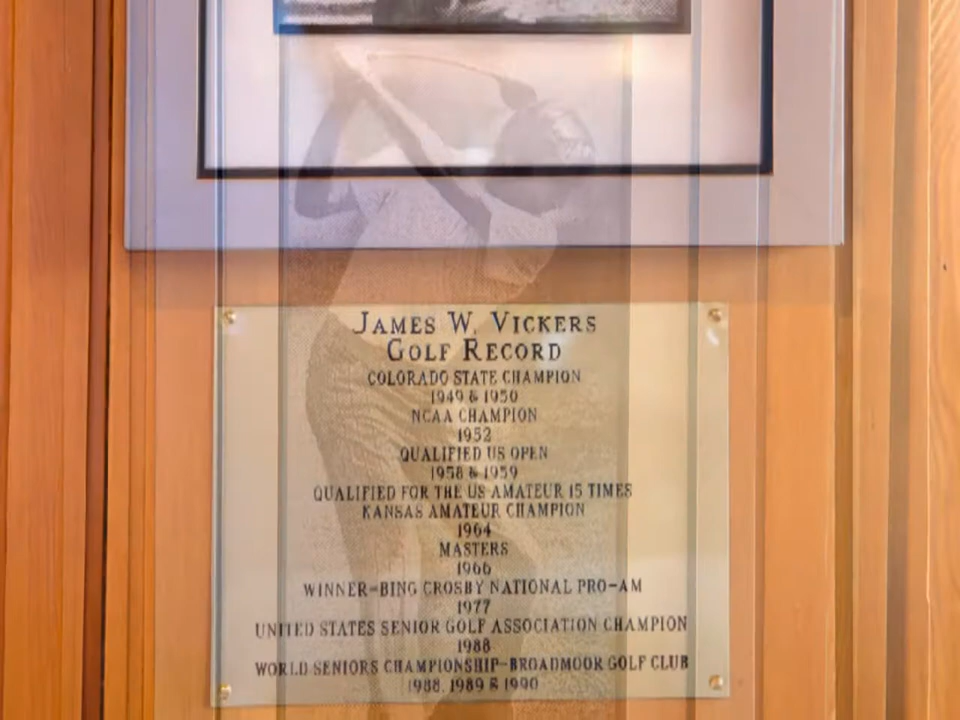 JAMES W. VICKERS
GOLF RECORD
COLORADO STATE CHAMPION
1949 & 1950
NCAA CHAMPION
1952
QUALIFIED US OPEN
1958 & 1959
QUALIFIED FOR THE US AMATEUR 15 TIMES
KANSAS AMATEUR CHAMPION
1964
MASTERS
1966
WINNER-BING CROSBY NATIONAL PRO-AM
1977
UNITED STATES SENIOR GOLF ASSOCIATION CHAMPION
1988
WORLD SENIORS CHAMPIONSHIP-BROADMOOR GOLF CLUB
1988, 1989 & 1990